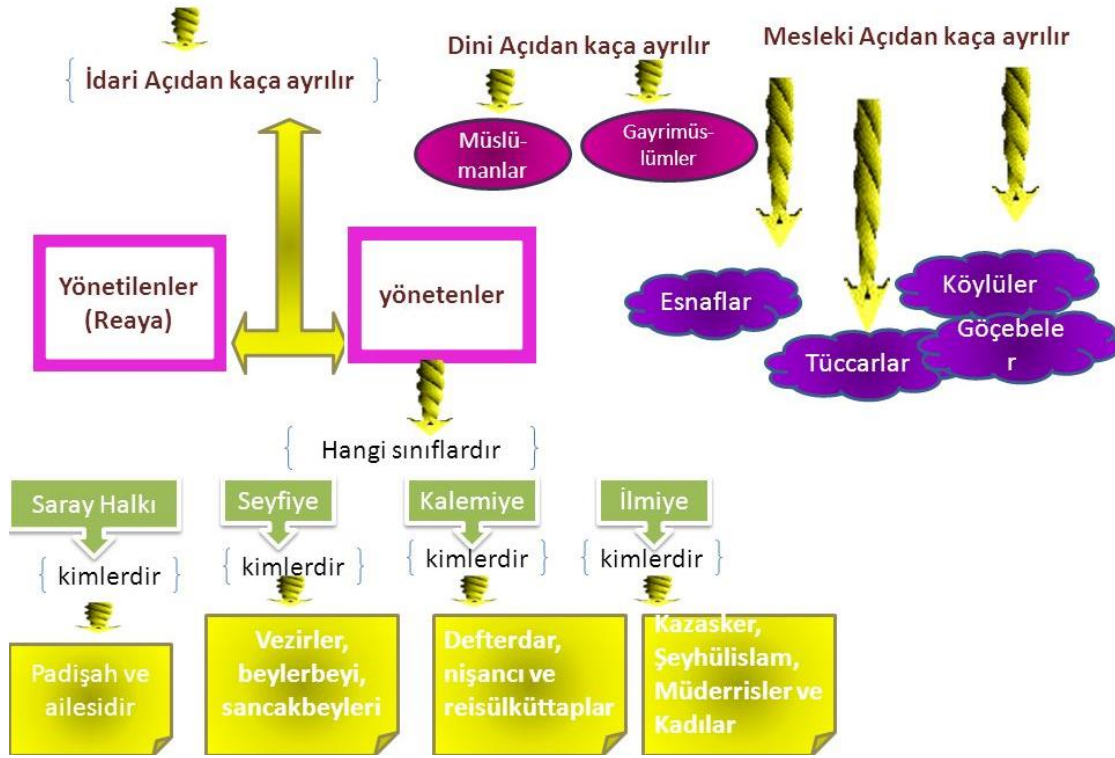 İdari Açıdan kaça ayrılır
Dini Açıdan kaça ayrılır
Mesleki Açıdan kaça ayrılır
Müslü-
manlar
Gayrimüs-
lümler
Yönetilenler
(Reaya)
yönetenler
Esnaflar
Tüccarlar
Köylüler
Göçebele
r
Hangi sınıflardır
Saray Halkı
Seyfiye
Kalemiye
İlmiye
kimlerdir
kimlerdir
kimlerdir
kimlerdir
Padişah ve
ailesidir
Vezirler,
beylerbeyi,
sancakbeyleri
Defterdar,
nişancı ve
reisülküttaplar
Kazasker,
Şeyhülislam,
Müderrisler ve
Kadılar